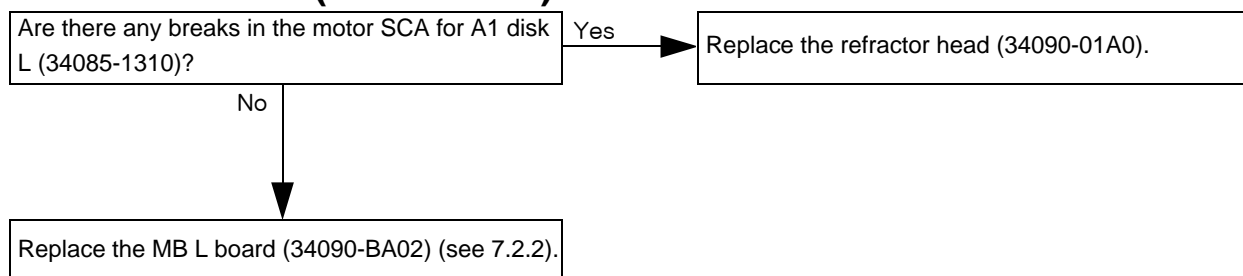 Are there any breaks in the motor SCA for A1 disk
L (34085-1310)?
Yes
Replace the refractor head (34090-01A0).
No
Replace the MB L board (34090-BA02) (see 7.2.2).